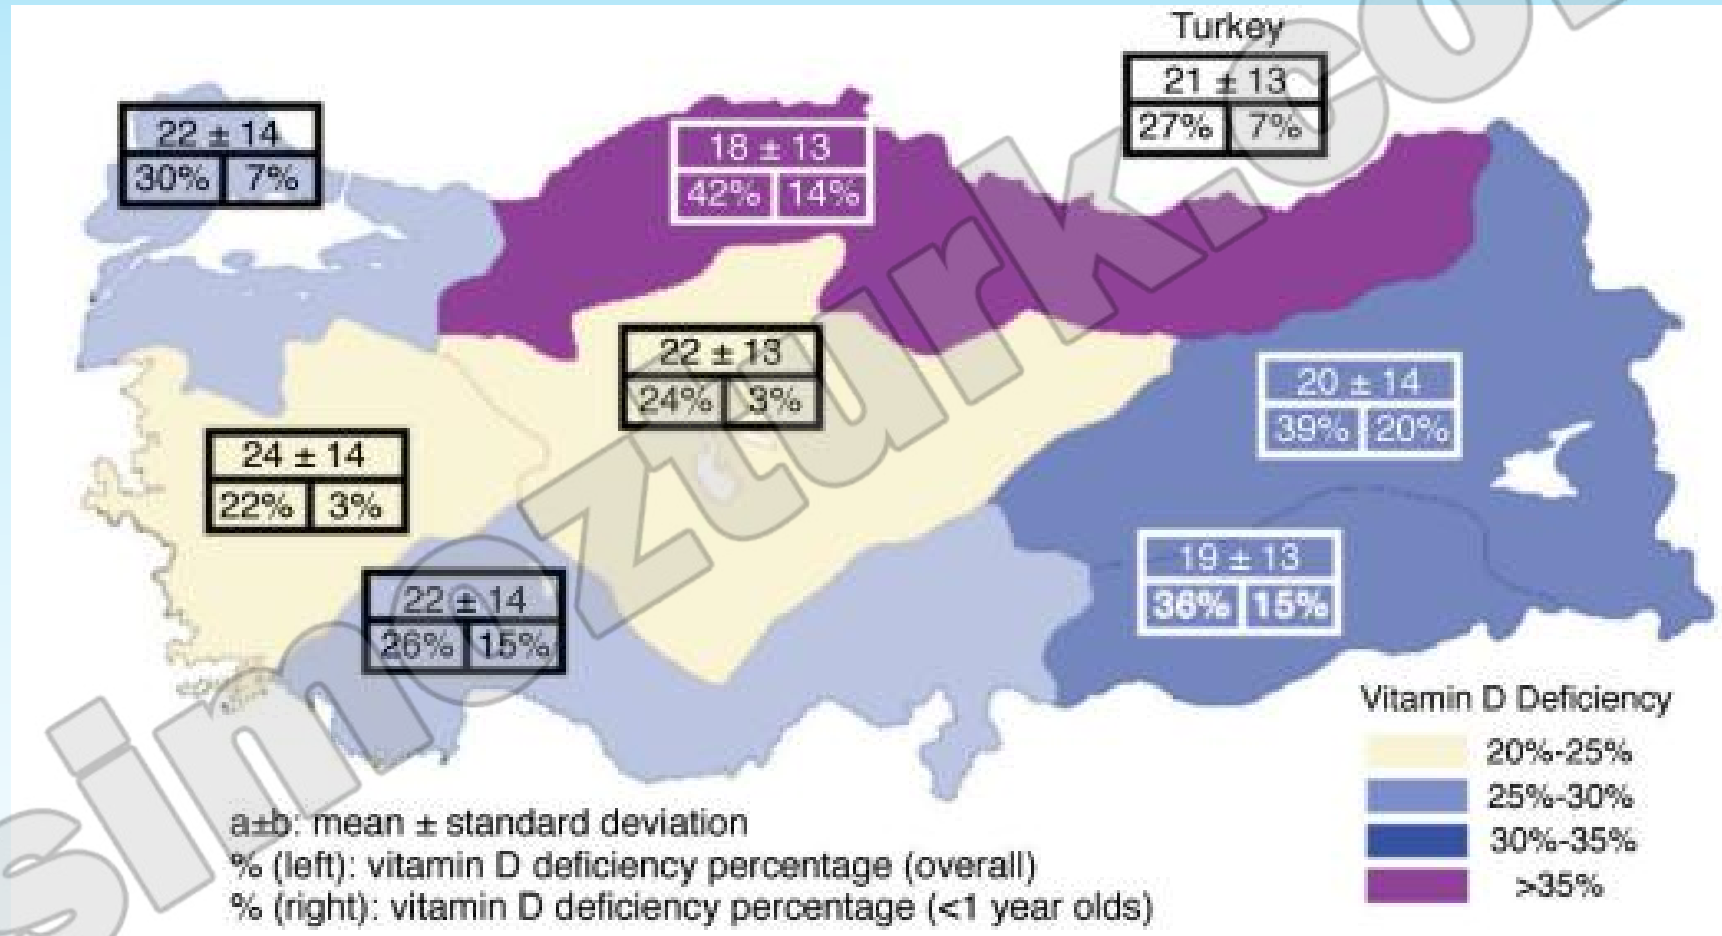 Turkey
21 ± 13
27% 7%
22 ± 14
30% 7%
18 ± 13
42% 14%
22 ± 13
24% 3%
20 ± 14
39% 20%
24 ± 14
22% 3%
19 ± 13
36% 15%
22 ± 14
26% 15%
Vitamin D Deficiency
20%-25%
25%-30%
30%-35%
>35%
a±b: mean ± standard deviation
% (left): vitamin D deficiency percentage (overall)
% (right): vitamin D deficiency percentage (<1 year olds)
simozturk.co